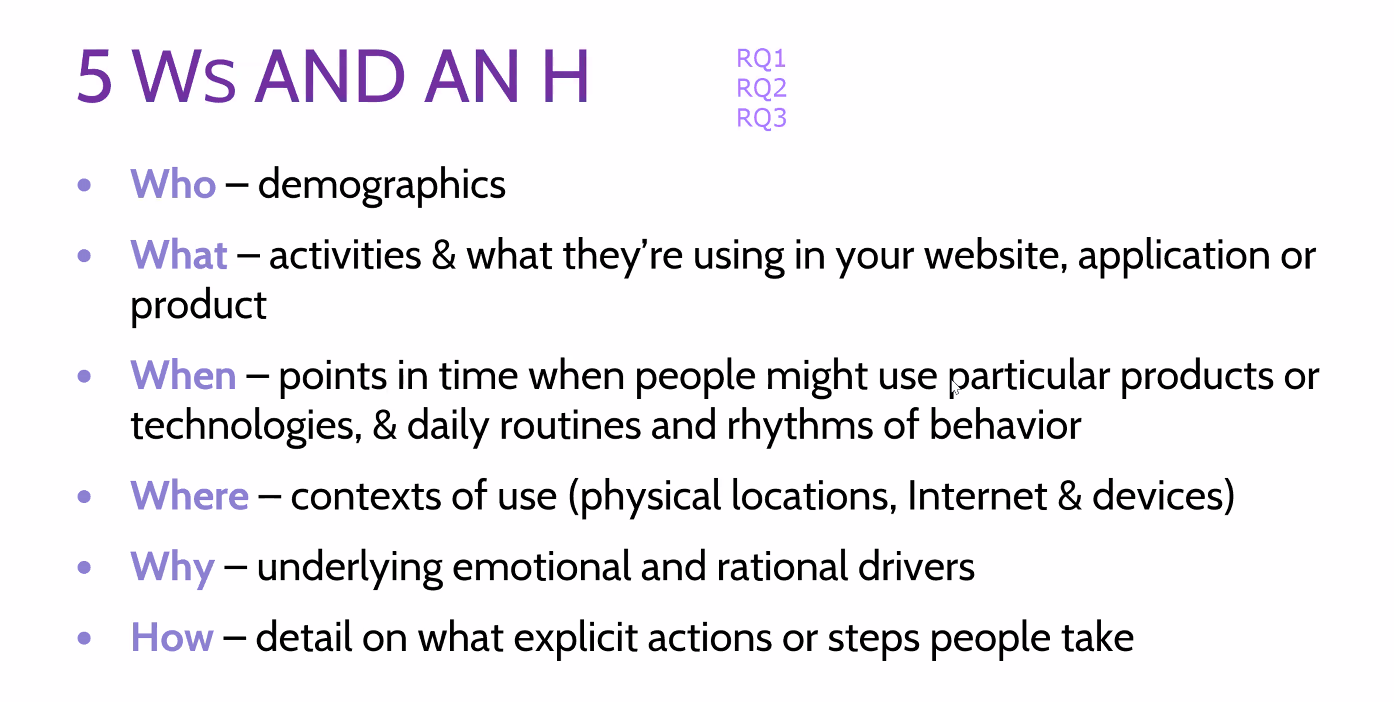 5 Ws AND AN H
RQ1
RQ2
RQ3
• Who – demographics
• What – activities & what they’re using in your website, application or
product
• When – points in time when people might use particular products or
technologies, & daily routines and rhythms of behavior
• Where – contexts of use (physical locations, Internet & devices)
• Why – underlying emotional and rational drivers
• How – detail on what explicit actions or steps people take